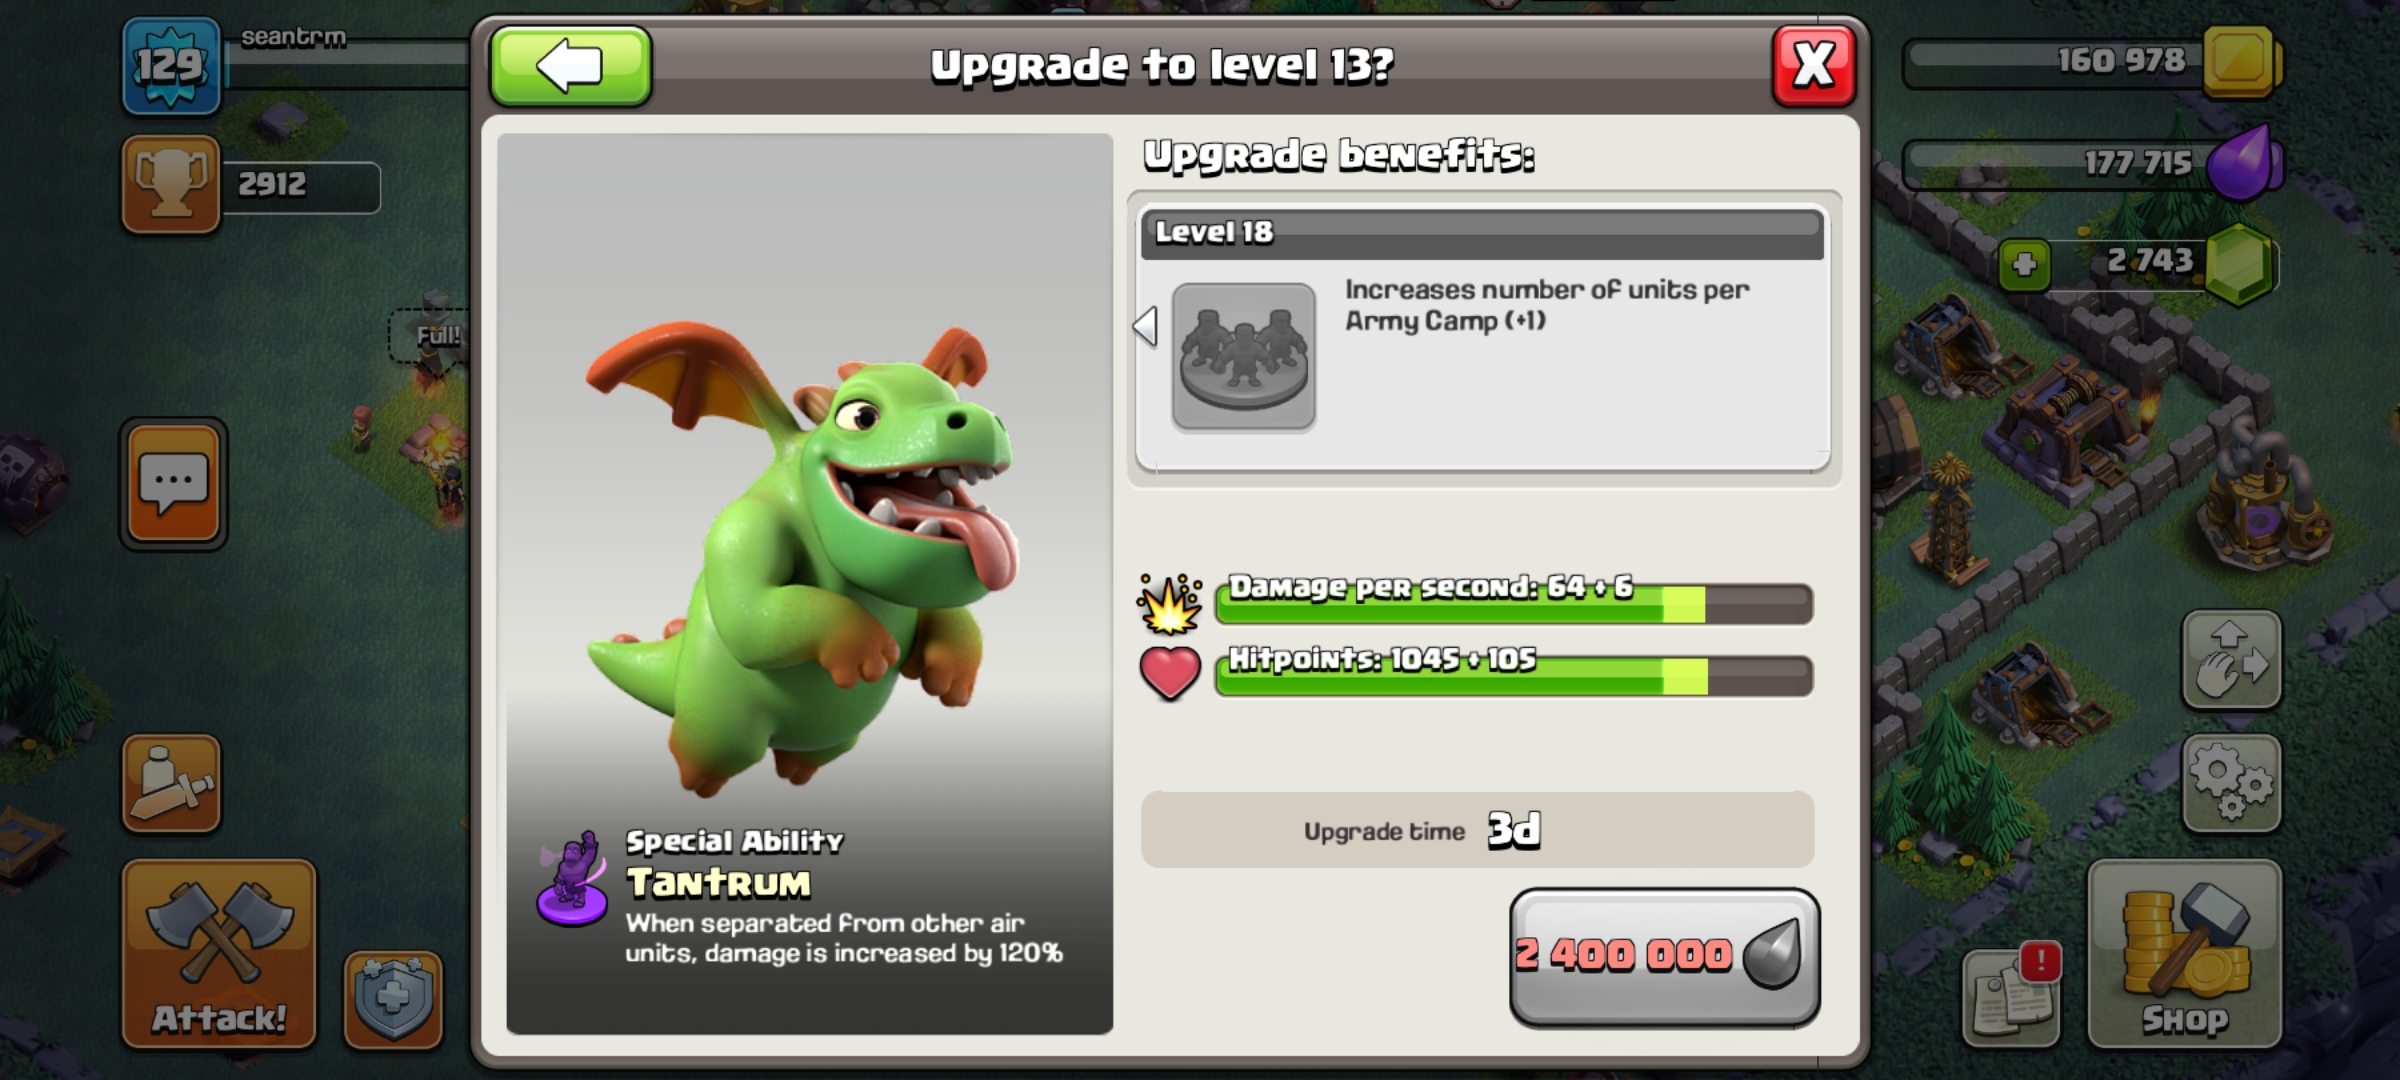 129
seantrm
Upgrade to level 13?
X
160 978
2912
Upgrade benefits:
177 715
Level 18
2 743
Increases number of units per
Army Camp (+1)
Full!
Damage per second: 64 + 6
Hitpoints: 1045 + 105
Upgrade time 3d
Special Ability
Tantrum
When separated from other air
units, damage is increased by 120%
2 400 000
!
Attack!
Shop